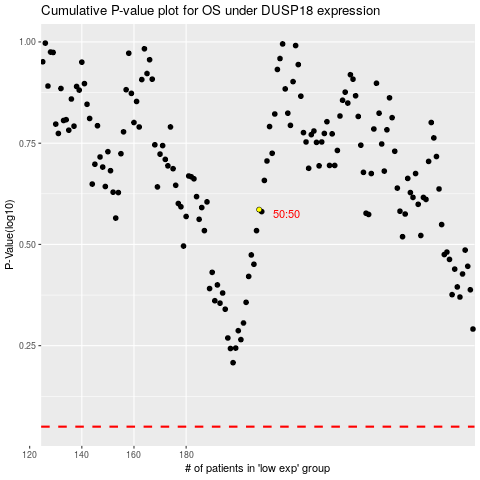 Cumulative P-value plot for OS under DUSP18 expression
P-Value(log10)
1.00
0.75
0.50
0.25
50:50
120 140 160 180
# of patients in 'low exp' group